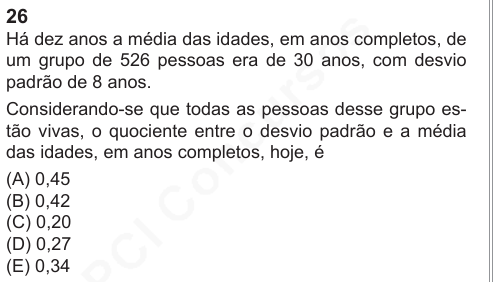 26
Há dez anos a média das idades, em anos completos, de
um grupo de 526 pessoas era de 30 anos, com desvio
padrão de 8 anos.
Considerando-se que todas as pessoas desse grupo es-
tão vivas, o quociente entre o desvio padrão e a média
das idades, em anos completos, hoje, é
(A) 0,45
(B) 0,42
(C) 0,20
(D) 0,27
(E) 0,34